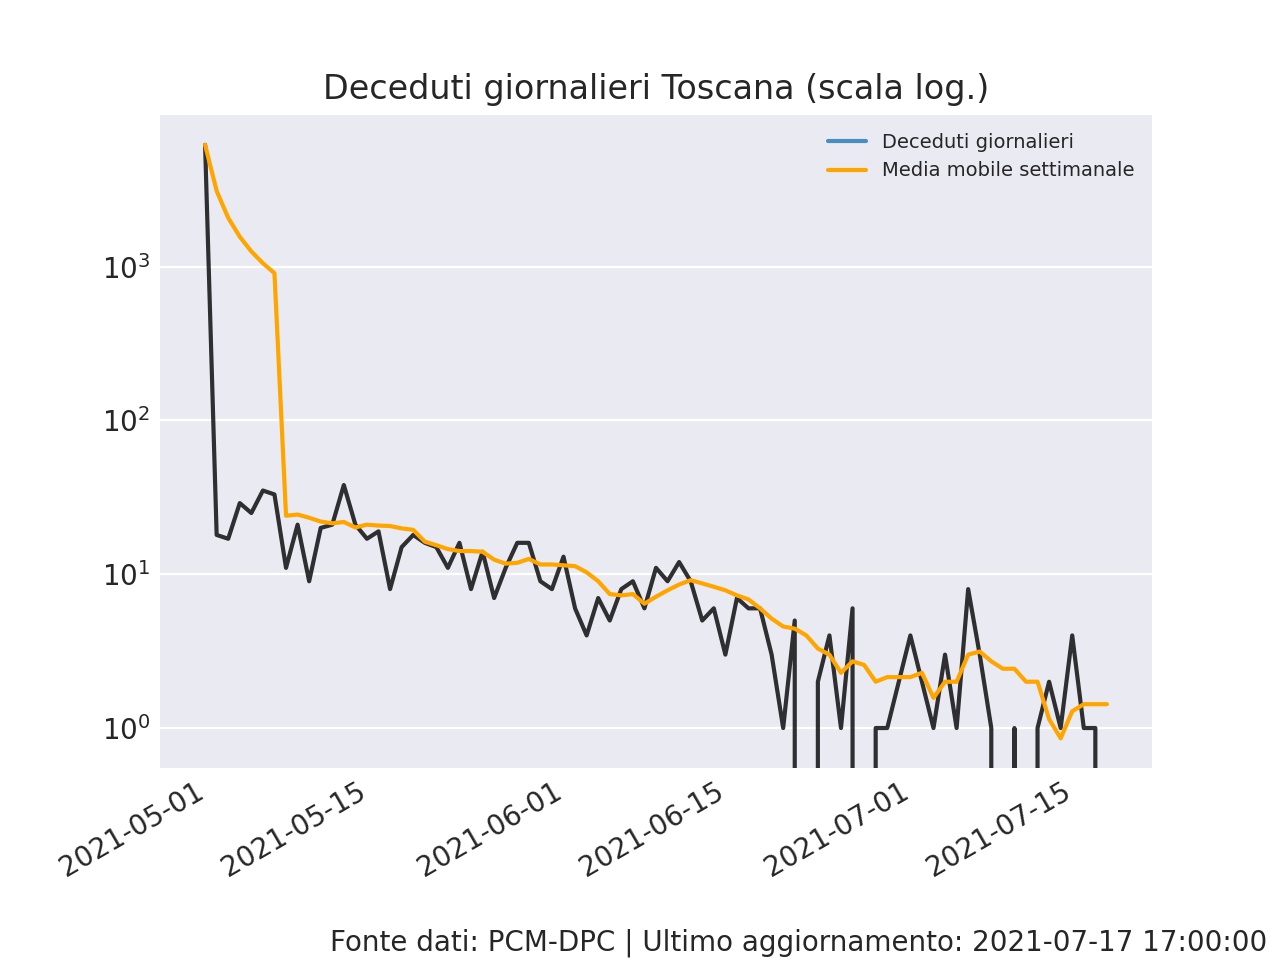 Deceduti giornalieri Toscana (scala log.)
Deceduti giornalieri
Media mobile settimanale
10³
10²
10¹
10⁰
2021-05-01
2021-05-15
2021-06-01
2021-06-15
2021-07-01
2021-07-15
Fonte dati: PCM-DPC | Ultimo aggiornamento: 2021-07-17 17:00:00